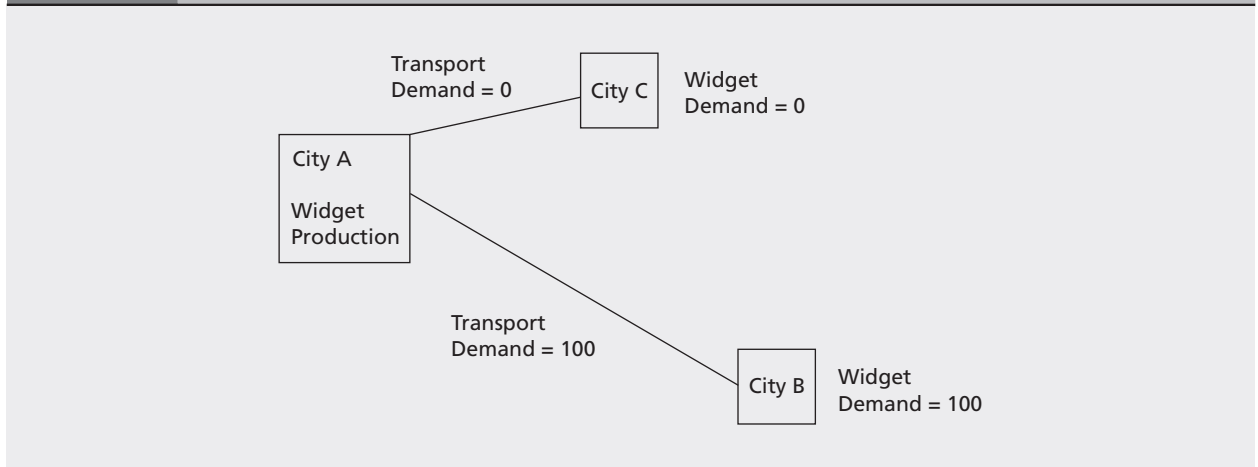 Transport
Demand = 0
City C
Widget
Demand = 0
City A
Widget
Production
Transport
Demand = 100
City B
Widget
Demand = 100